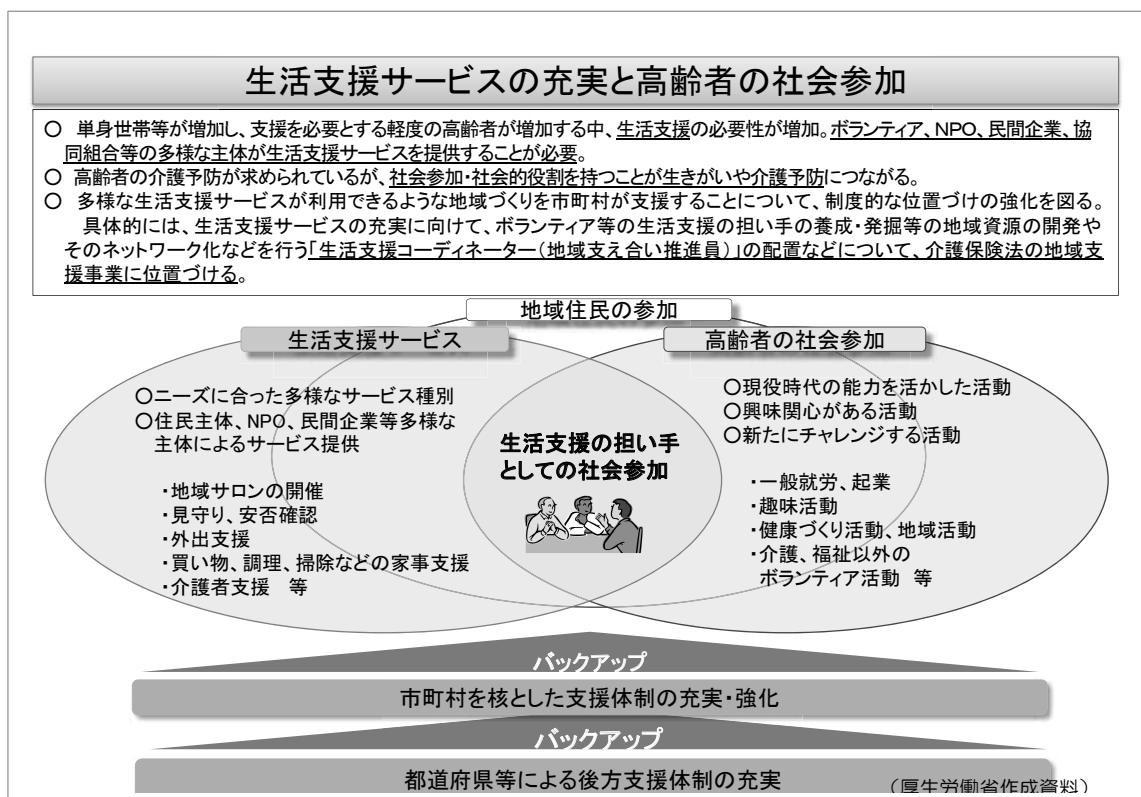 生活支援サービスの充実と高齢者の社会参加
○ 単身世帯等が増加し、支援を必要とする軽度の高齢者が増加する中、生活支援の必要性が増加。ボランティア、NPO、民間企業、協
同組合等の多様な主体が生活支援サービスを提供することが必要。
○ 高齢者の介護予防が求められているが、社会参加・社会的役割を持つことが生きがいや介護予防につながる。
○ 多様な生活支援サービスが利用できるような地域づくりを市町村が支援することについて、制度的な位置づけの強化を図る。
具体的には、生活支援サービスの充実に向けて、ボランティア等の生活支援の担い手の養成・発掘等の地域資源の開発や
そのネットワーク化などを行う「生活支援コーディネーター（地域支え合い推進員）」の配置などについて、介護保険法の地域支
援事業に位置づける。
地域住民の参加
生活支援サービス
○ニーズに合った多様なサービス種別
○住民主体、NPO、民間企業等多様な
主体によるサービス提供
・地域サロンの開催
・見守り、安否確認
・外出支援
・買い物、調理、掃除などの家事支援
・介護者支援 等
生活支援の担い手
としての社会参加
高齢者の社会参加
○現役時代の能力を活かした活動
○興味関心がある活動
○新たにチャレンジする活動
・一般就労、起業
・趣味活動
・健康づくり活動、地域活動
・介護、福祉以外の
ボランティア活動 等
バックアップ
市町村を核とした支援体制の充実・強化
バックアップ
都道府県等による後方支援体制の充実
（厚生労働省作成資料）